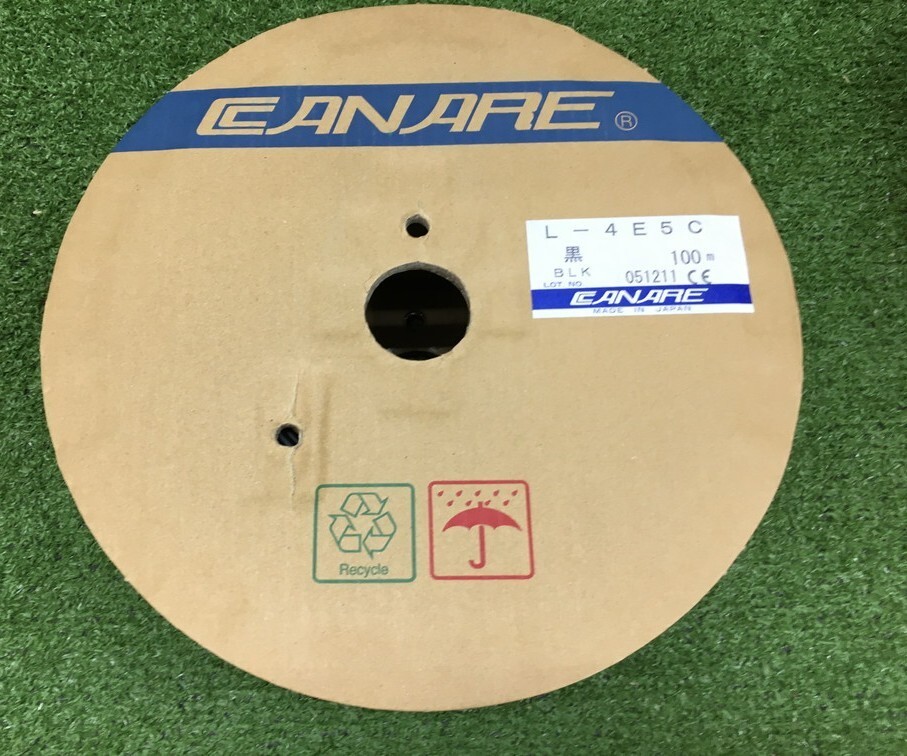 CANARE ®
L-4E5C
黒 100m
BLK
LOT NO. 051211 CE
CANARE
MADE IN JAPAN
Recycle